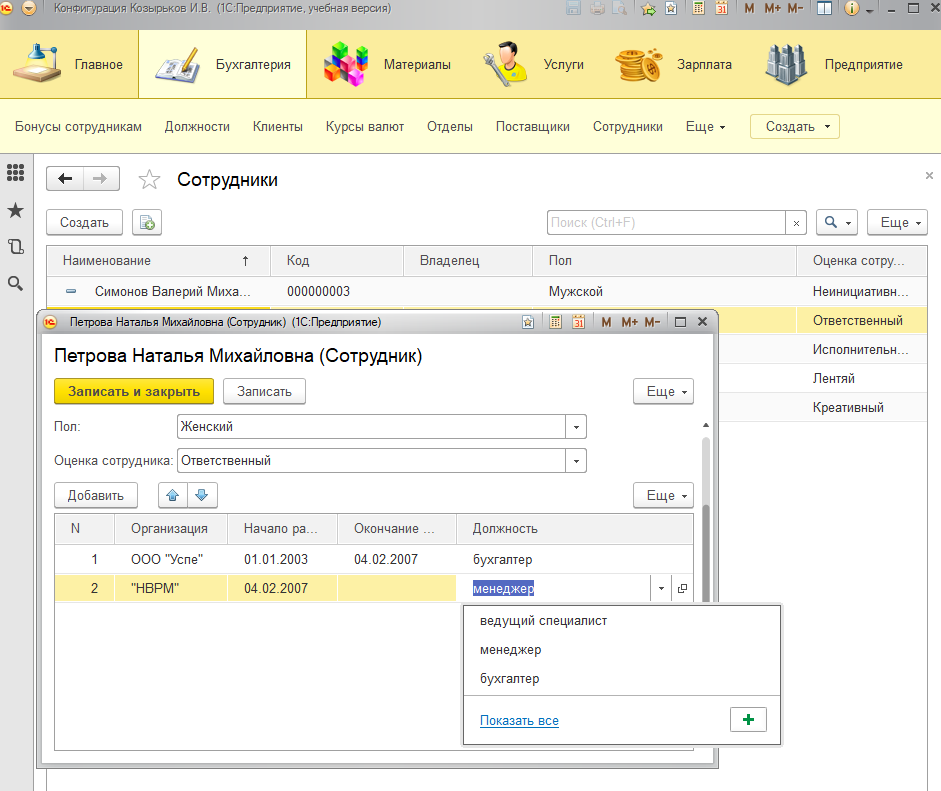 Конфигурация Козырьков И.В. (1С:Предприятие, учебная версия)
M M+ M-
Главное
Бухгалтерия
Материалы
Услуги
Зарплата
Предприятие
Бонусы сотрудникам Должности Клиенты Курсы валют Отделы Поставщики Сотрудники Еще Создать
Сотрудники
Создать Поиск (Ctrl+F) Еще
Наименование Код Владелец Пол Оценка сотру...
Симонов Валерий Миха... 000000003 Мужской Неинициативн...
Ответственный
Исполнительн...
Лентяй
Креативный
Петрова Наталья Михайловна (Сотрудник) (1С:Предприятие) 31 M M+ M-
Петрова Наталья Михайловна (Сотрудник)
Записать и закрыть Записать Еще
Пол: Женский
Оценка сотрудника: Ответственный
Добавить Еще
N Организация Начало ра... Окончание ... Должность
1 ООО "Успе" 01.01.2003 04.02.2007 бухгалтер
2 "НВРМ" 04.02.2007 менеджер
ведущий специалист
менеджер
бухгалтер
Показать все